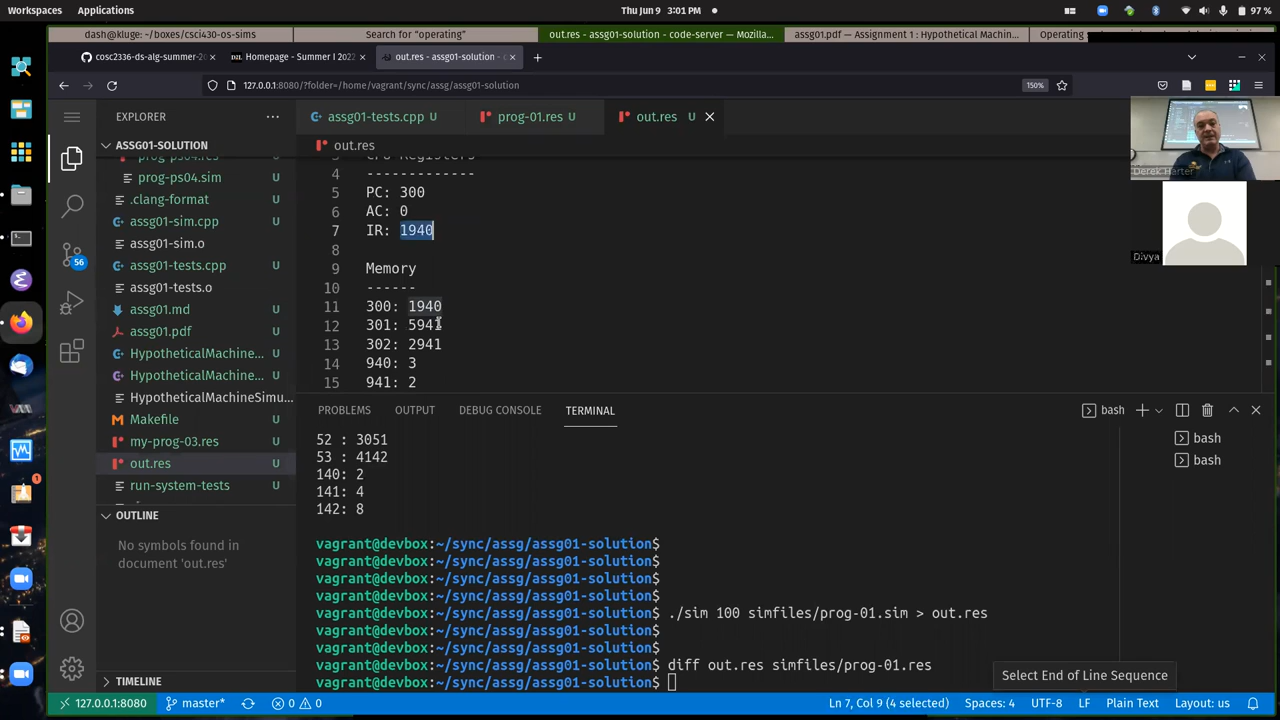 Workspaces Applications Thu Jun 9 3:01 PM 97 %
dash@kluge: ~/boxes/csci430-os-sims Search for "operating" out.res - assg01-solution - code-server — Mozilla... assg01.pdf — Assignment 1 : Hypothetical Machin...
cosc2336-ds-alg-summer-2 Homepage - Summer I 2022 out.res - assg01-solution - c
127.0.0.1:8080/?folder=/home/vagrant/sync/assg/assg01-solution 150%
EXPLORER
assg01-tests.cpp U
prog-01.res U
out.res U
ASSG01-SOLUTION
prog-ps04.res U
prog-ps04.sim U
.clang-format U
assg01-sim.cpp U
assg01-sim.o
assg01-tests.cpp U
assg01-tests.o
assg01.md U
assg01.pdf U
HypotheticalMachine... U
HypotheticalMachine... U
HypotheticalMachineSimu...
Makefile U
my-prog-03.res U
out.res U
run-system-tests U
OUTLINE
No symbols found in
document 'out.res'
TIMELINE
56
1
out.res
3 CPU Registers
4 -------------
5 PC: 300
6 AC: 0
7 IR: 1940
8
9 Memory
10 ------
11 300: 1940
12 301: 5941
13 302: 2941
14 940: 3
15 941: 2
Derek Harter
Divya
PROBLEMS OUTPUT DEBUG CONSOLE TERMINAL bash
bash
bash
52 : 3051
53 : 4142
140: 2
141: 4
142: 8
vagrant@devbox:~/sync/assg/assg01-solution$
vagrant@devbox:~/sync/assg/assg01-solution$
vagrant@devbox:~/sync/assg/assg01-solution$
vagrant@devbox:~/sync/assg/assg01-solution$
vagrant@devbox:~/sync/assg/assg01-solution$ ./sim 100 simfiles/prog-01.sim > out.res
vagrant@devbox:~/sync/assg/assg01-solution$
vagrant@devbox:~/sync/assg/assg01-solution$
vagrant@devbox:~/sync/assg/assg01-solution$ diff out.res simfiles/prog-01.res
vagrant@devbox:~/sync/assg/assg01-solution$
Select End of Line Sequence
127.0.0.1:8080 master* 0 0 Ln 7, Col 9 (4 selected) Spaces: 4 UTF-8 LF Plain Text Layout: us